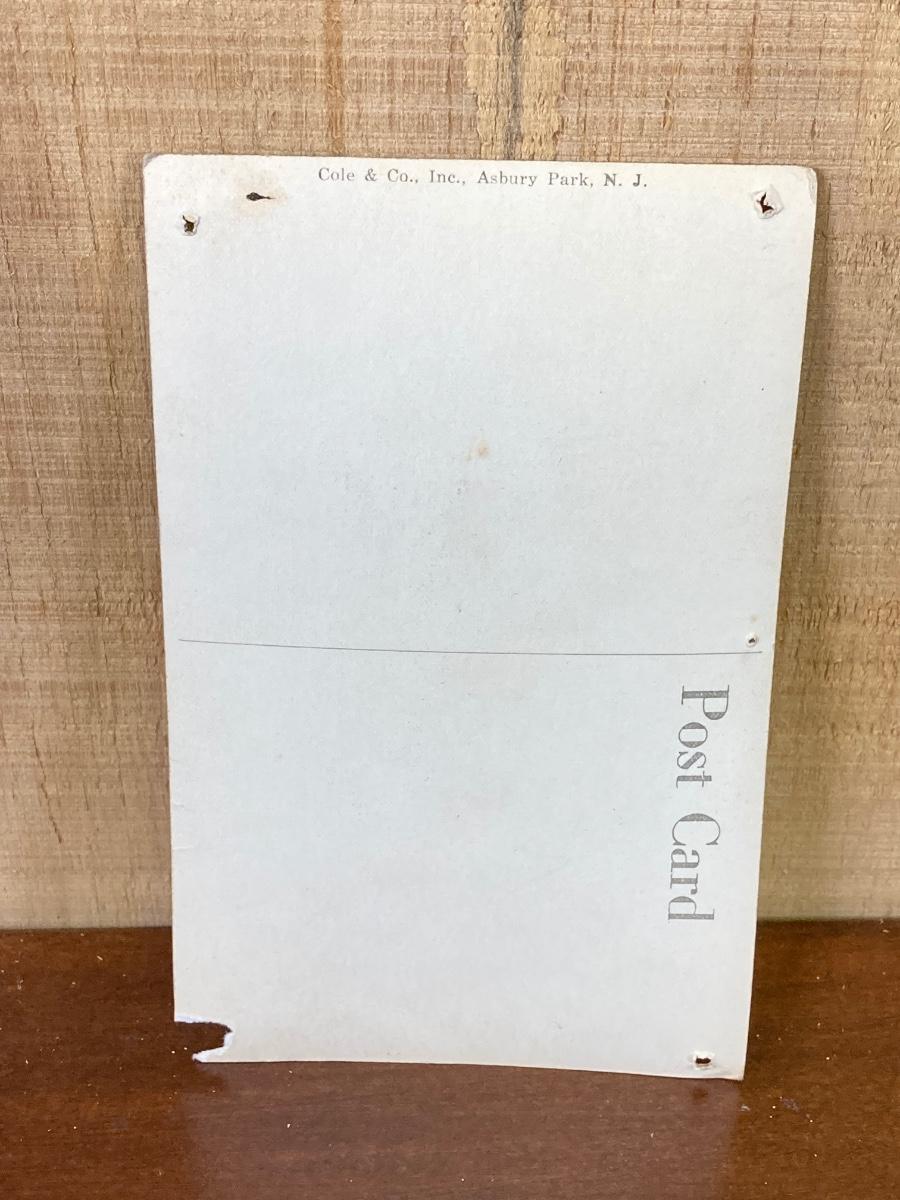 Cole & Co., Inc., Asbury Park, N. J.
Post Card